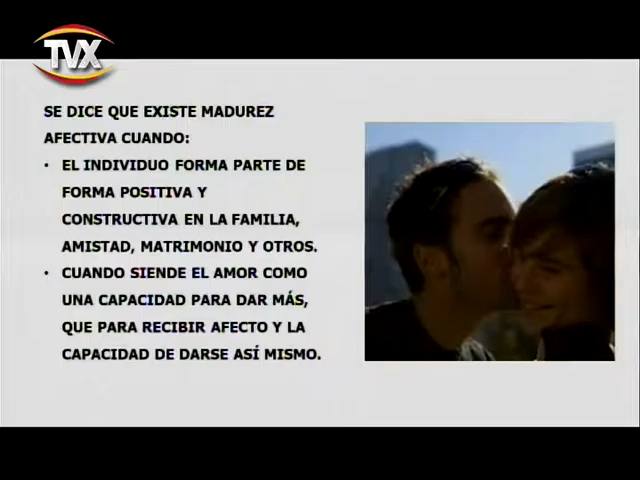 TVX
SE DICE QUE EXISTE MADUREZ
AFECTIVA CUANDO:
• EL INDIVIDUO FORMA PARTE DE
FORMA POSITIVA Y
CONSTRUCTIVA EN LA FAMILIA,
AMISTAD, MATRIMONIO Y OTROS.
• CUANDO SIENDE EL AMOR COMO
UNA CAPACIDAD PARA DAR MÁS,
QUE PARA RECIBIR AFECTO Y LA
CAPACIDAD DE DARSE ASÍ MISMO.